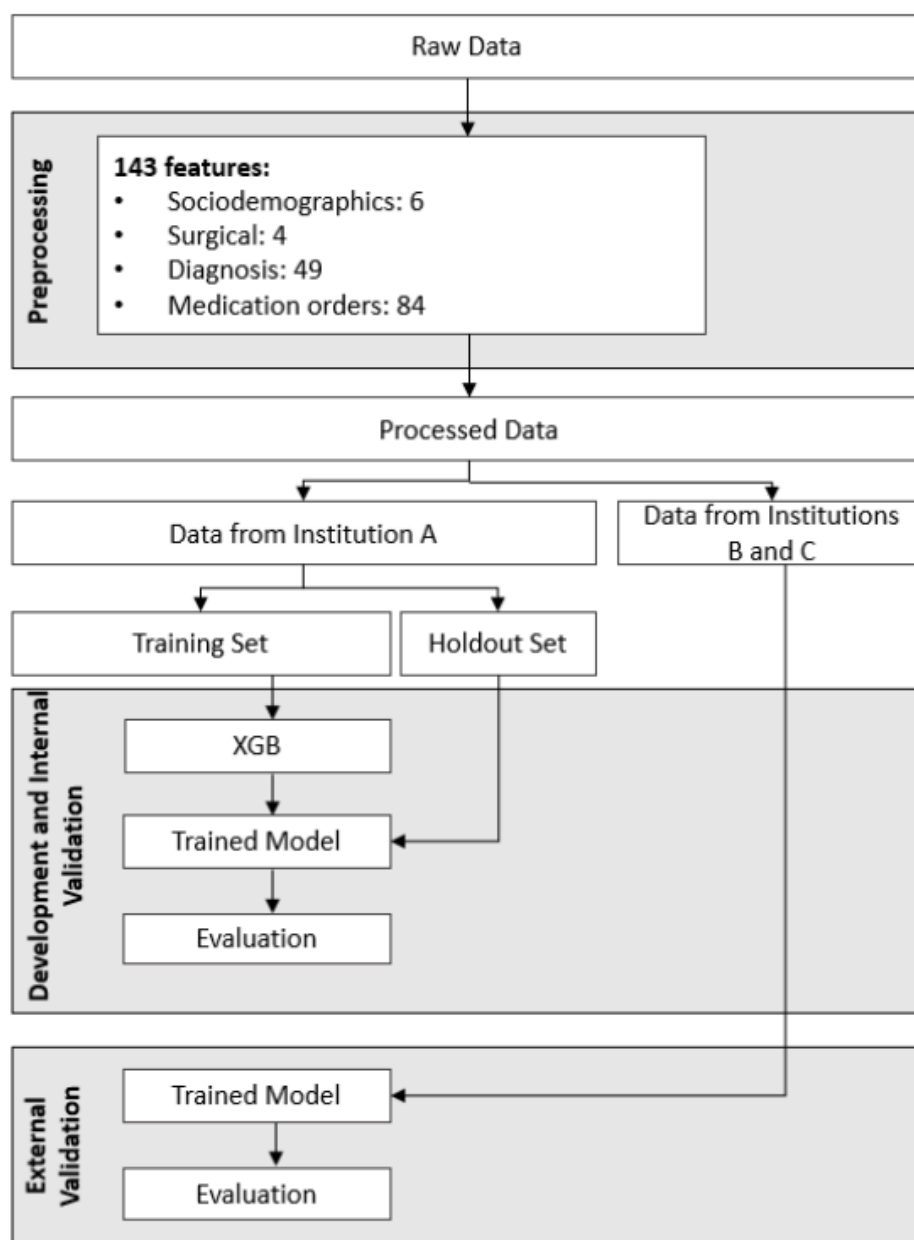 Raw Data
Preprocessing
143 features:
• Sociodemographics: 6
• Surgical: 4
• Diagnosis: 49
• Medication orders: 84
Processed Data
Data from Institution A
Data from Institutions
B and C
Training Set
Holdout Set
Development and Internal
Validation
XGB
Trained Model
Evaluation
External
Validation
Trained Model
Evaluation